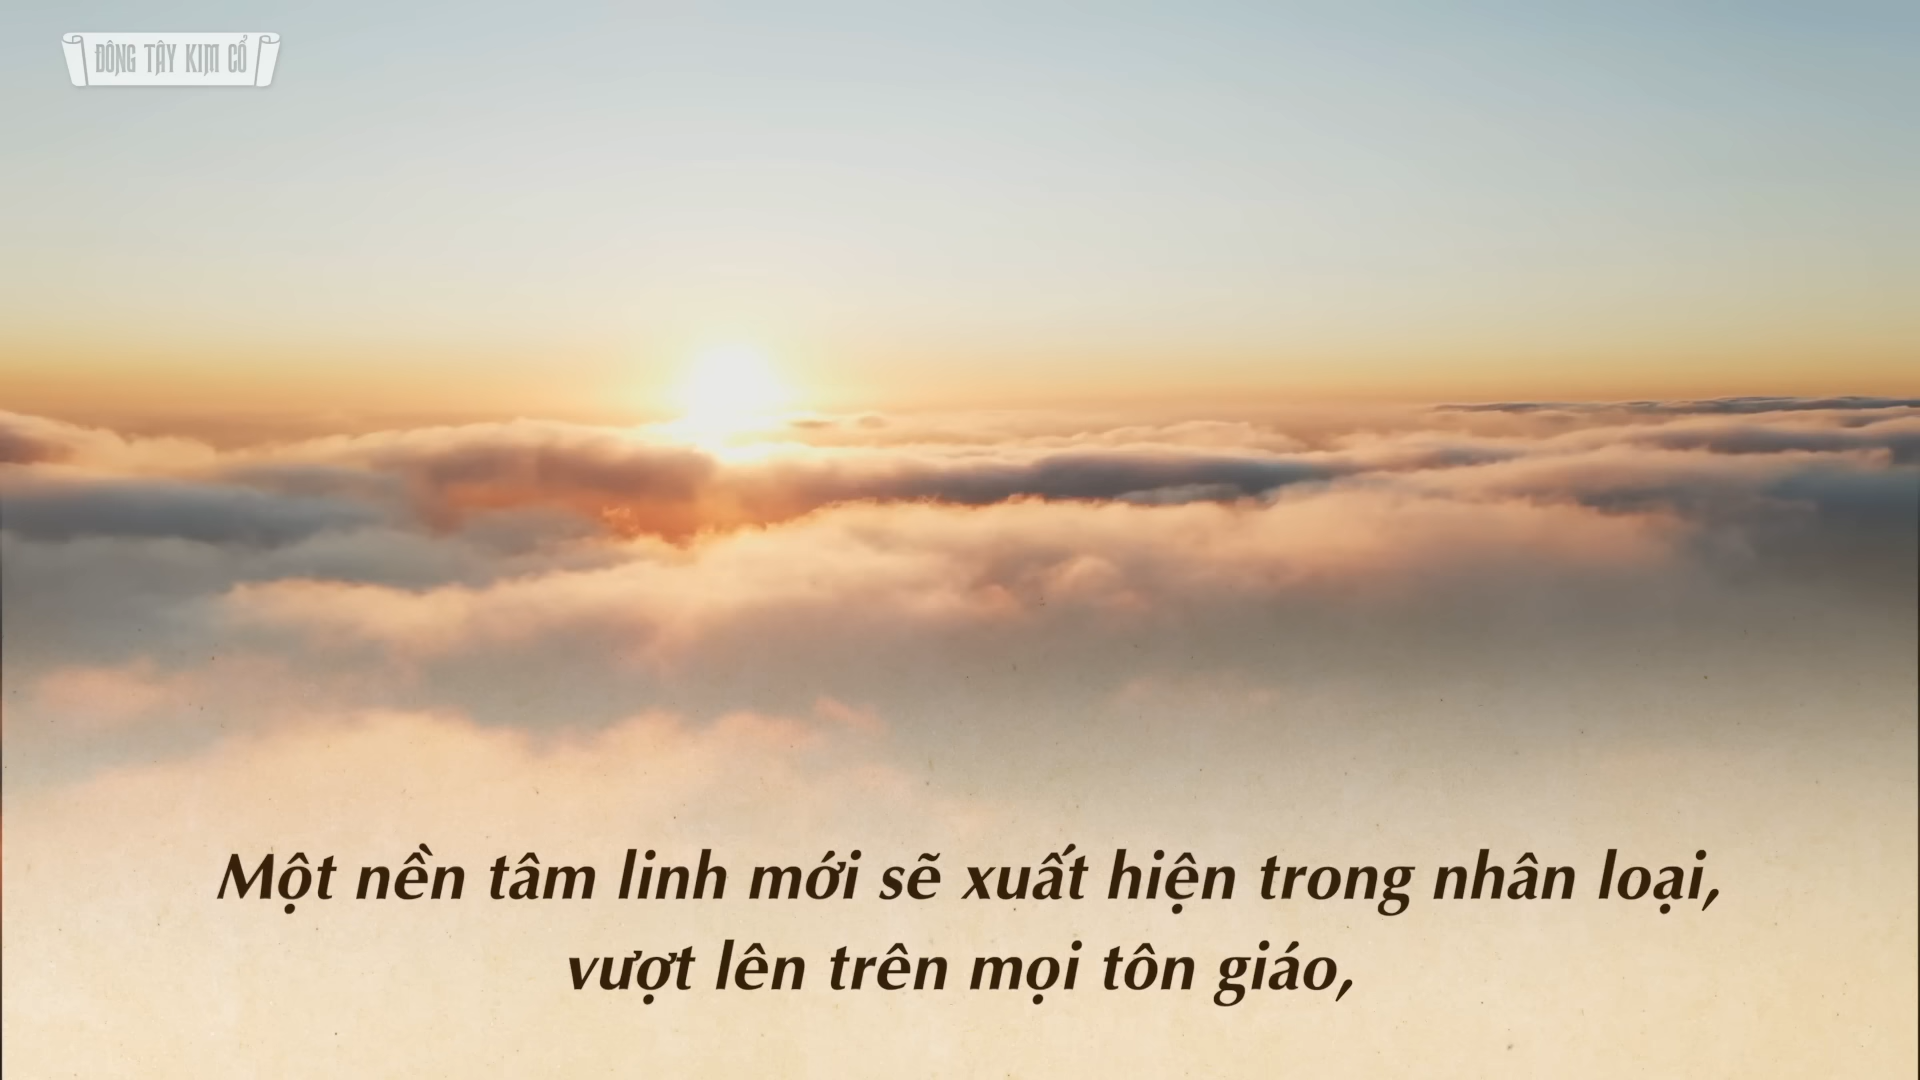 ĐÔNG TÂY KIM CỔ
Một nền tâm linh mới sẽ xuất hiện trong nhân loại,
vượt lên trên mọi tôn giáo,